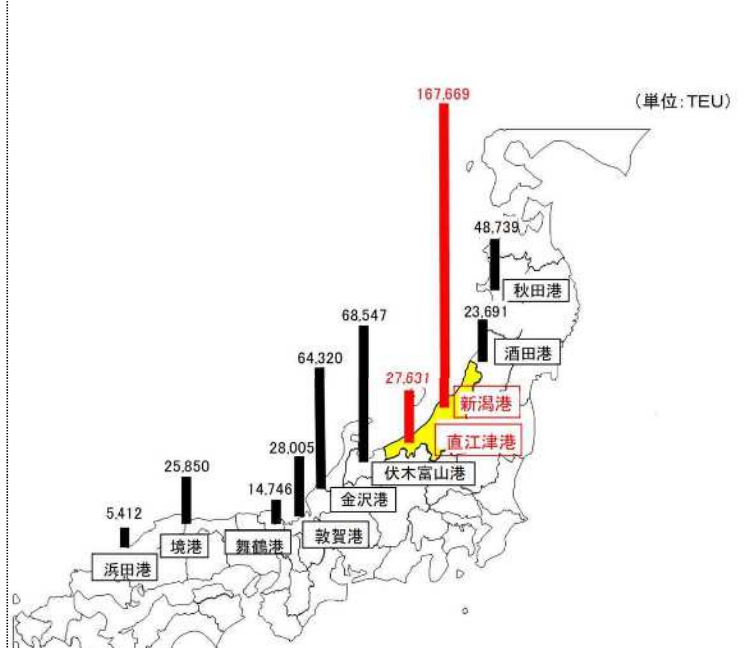 167,669
(単位:TEU)
48,739
秋田港
23,691
酒田港
68,547
64,320
27,631
新潟港
直江津港
28,005
伏木富山港
25,850
14,746
金沢港
5,412
敦賀港
境港
舞鶴港
浜田港